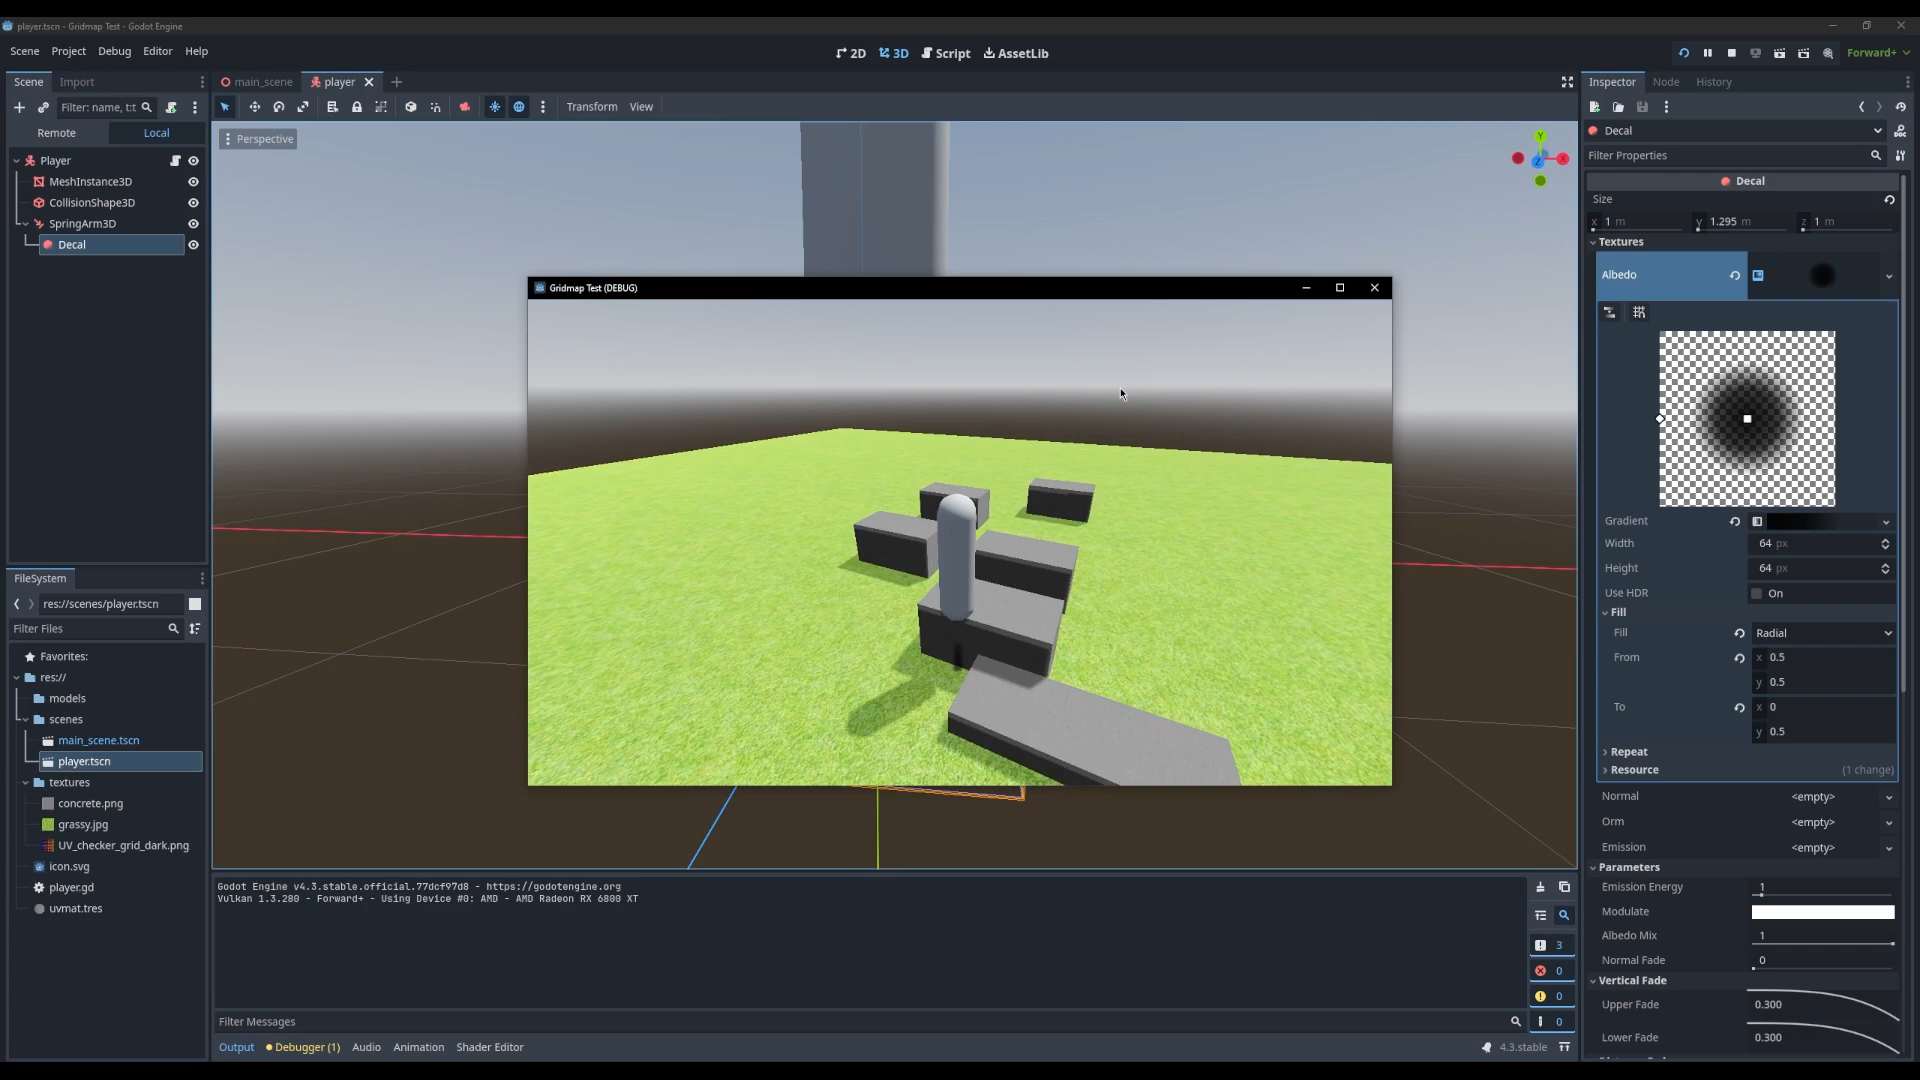 player.tscn - Gridmap Test - Godot Engine
Scene Project Debug Editor Help
2D 3D Script AssetLib
Forward+
Scene Import
Filter: name, t:t
Remote Local
Player
MeshInstance3D
CollisionShape3D
SpringArm3D
Decal
FileSystem
res://scenes/player.tscn
Filter Files
Favorites:
res://
models
scenes
main_scene.tscn
player.tscn
textures
concrete.png
grassy.jpg
UV_checker_grid_dark.png
icon.svg
player.gd
uvmat.tres
main_scene player
Transform View
Perspective
Y
X
Z
Gridmap Test (DEBUG)
Godot Engine v4.3.stable.official.77dcf97d8 - https://godotengine.org
Vulkan 1.3.280 - Forward+ - Using Device #0: AMD - AMD Radeon RX 6800 XT
3
0
0
0
Filter Messages
Output Debugger (1) Audio Animation Shader Editor
4.3.stable
Inspector Node History
Decal
Filter Properties
Decal
Size
x 1 m y 1.295 m z 1 m
Textures
Albedo
Gradient
Width 64 px
Height 64 px
Use HDR On
Fill
Fill Radial
From x 0.5
y 0.5
To x 0
y 0.5
Repeat
Resource (1 change)
Normal <empty>
Orm <empty>
Emission <empty>
Parameters
Emission Energy 1
Modulate
Albedo Mix 1
Normal Fade 0
Vertical Fade
Upper Fade 0.300
Lower Fade 0.300